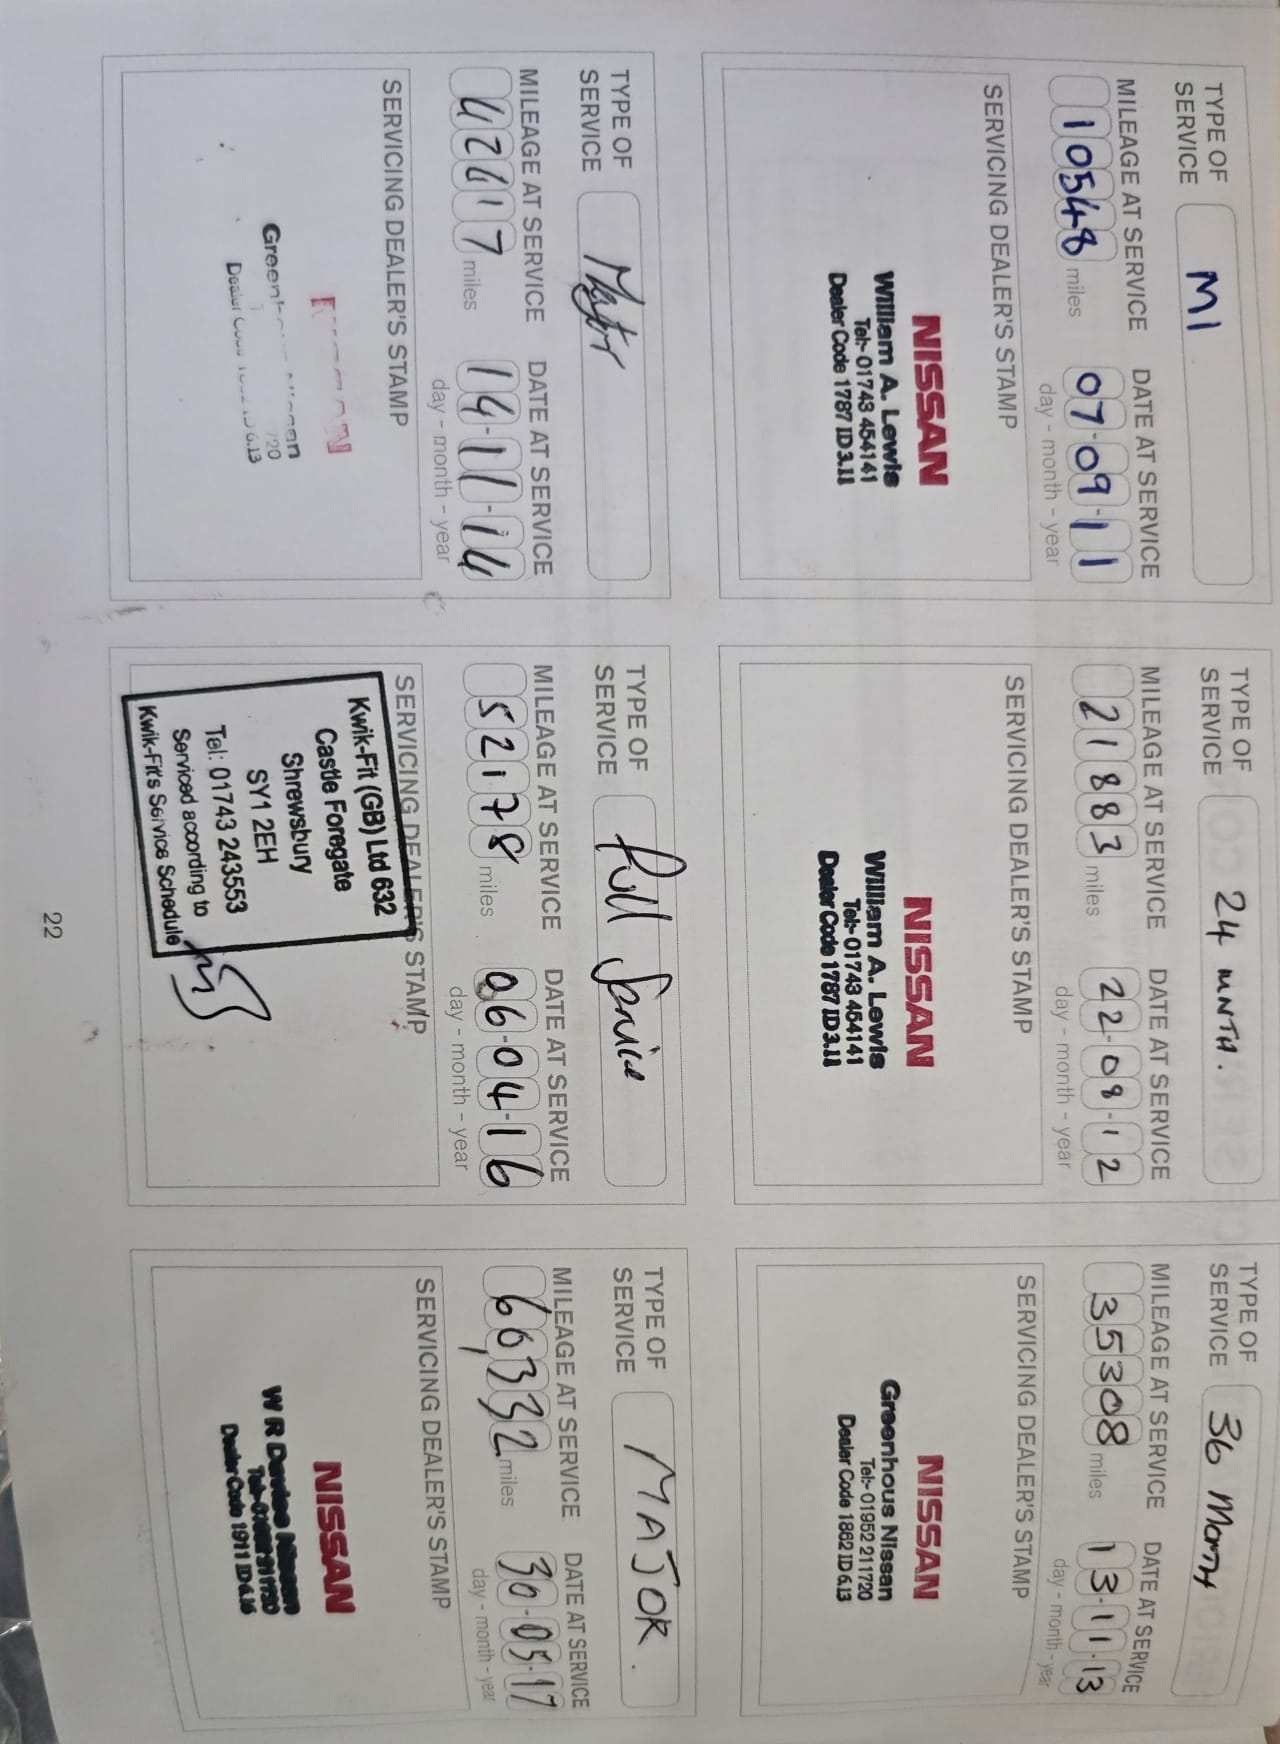 TYPE OF
SERVICE
M1
MILEAGE AT SERVICE
DATE AT SERVICE
10548 miles
07-09-11
day - month - year
SERVICING DEALER'S STAMP
NISSAN
William A. Lewis
Tel:- 01743 454141
Dealer Code 1787 ID3.11
TYPE OF
SERVICE
24 MNTH.
MILEAGE AT SERVICE
DATE AT SERVICE
21883 miles
22-08-12
day - month - year
SERVICING DEALER'S STAMP
NISSAN
William A. Lewis
Tel:- 01743 454141
Dealer Code 1787 ID3.11
TYPE OF
SERVICE
36 MONTH
MILEAGE AT SERVICE
DATE AT SERVICE
35308 miles
13-11-13
day - month - year
SERVICING DEALER'S STAMP
NISSAN
Greenhous Nissan
Tel:- 01952 211720
Dealer Code 1862 ID 6.13
TYPE OF
SERVICE
Major
MILEAGE AT SERVICE
DATE AT SERVICE
42617 miles
14-11-14
day - month - year
SERVICING DEALER'S STAMP
Dealer
6.13
TYPE OF
SERVICE
Full Service
MILEAGE AT SERVICE
DATE AT SERVICE
52178 miles
06-04-16
day - month - year
SERVICING DEALER'S STAMP
Kwik-Fit (GB) Ltd 632
Castle Foregate
Shrewsbury
SY1 2EH
Tel: 01743 243553
Serviced according to
Kwik-Fit's Service Schedule
TYPE OF
SERVICE
MAJOR.
MILEAGE AT SERVICE
DATE AT SERVICE
60332 miles
30-05-17
day - month - year
SERVICING DEALER'S STAMP
NISSAN
W R Davies Nissan
Dealer Code 1911 ID6.16
22